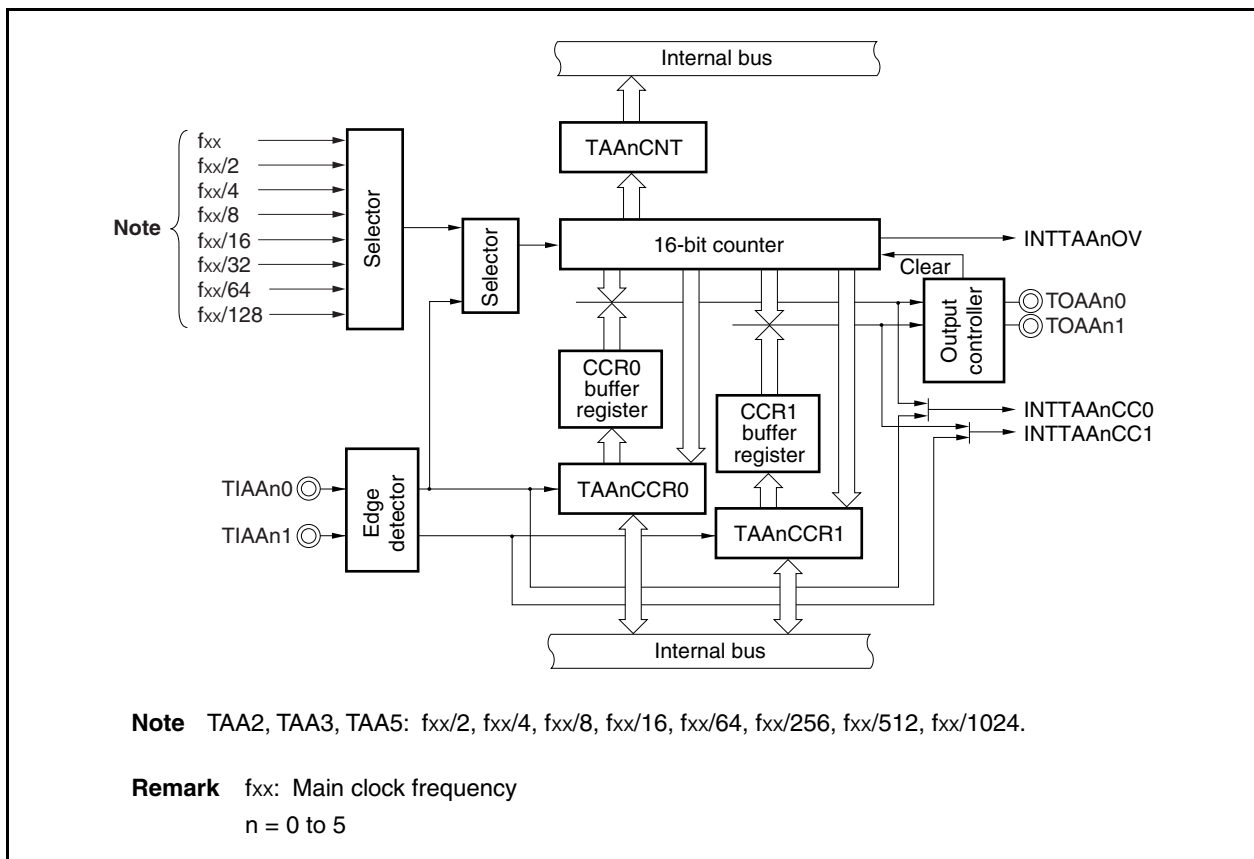 Internal bus
TAAnCNT
Note
fxx
fxx/2
fxx/4
fxx/8
fxx/16
fxx/32
fxx/64
fxx/128
Selector
Selector
16-bit counter
INTTAAnOV
Clear
Output
controller
TOAAn0
TOAAn1
CCR0
buffer
register
CCR1
buffer
register
INTTAAnCC0
INTTAAnCC1
TIAAn0
TIAAn1
Edge
detector
TAAnCCR0
TAAnCCR1
Internal bus
Note TAA2, TAA3, TAA5: fxx/2, fxx/4, fxx/8, fxx/16, fxx/64, fxx/256, fxx/512, fxx/1024.
Remark fxx: Main clock frequency
n = 0 to 5